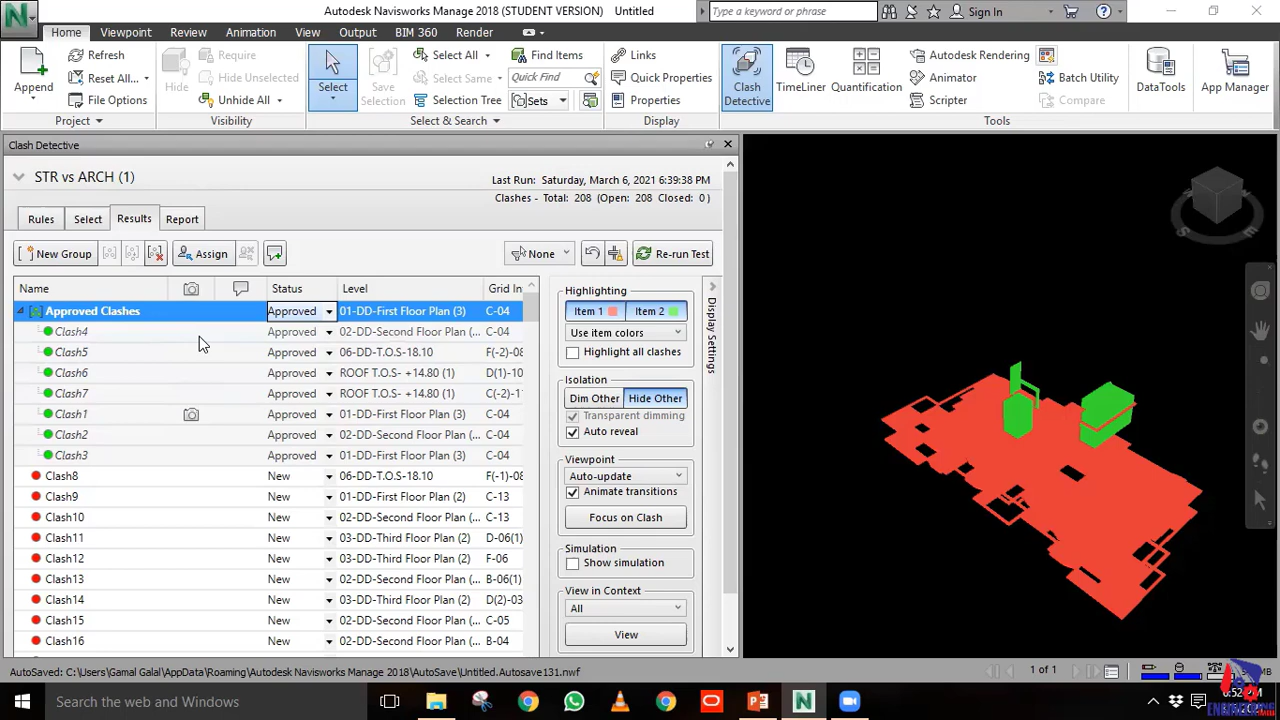 Autodesk Navisworks Manage 2018 (STUDENT VERSION) Untitled
Type a keyword or phrase
Sign In
Home Viewpoint Review Animation View Output BIM 360 Render
Append
Refresh
Reset All...
File Options
Project
Hide
Require
Hide Unselected
Unhide All
Visibility
Select
Save Selection
Select All
Select Same
Selection Tree
Find Items
Quick Find
Sets
Select & Search
Links
Quick Properties
Properties
Display
Clash Detective
TimeLiner
Quantification
Autodesk Rendering
Animator
Scripter
Batch Utility
Compare
Tools
DataTools
App Manager
Clash Detective
STR vs ARCH (1)
Last Run: Saturday, March 6, 2021 6:39:38 PM
Clashes - Total: 208 (Open: 208 Closed: 0 )
Rules Select Results Report
New Group Assign None Re-run Test
Name Status Level Grid In
Approved Clashes Approved 01-DD-First Floor Plan (3) C-04
Clash4 Approved 02-DD-Second Floor Plan (... C-04
Clash5 Approved 06-DD-T.O.S-18.10 F(-2)-08
Clash6 Approved ROOF T.O.S- +14.80 (1) D(1)-10
Clash7 Approved ROOF T.O.S- +14.80 (1) C(-2)-11
Clash1 Approved 01-DD-First Floor Plan (3) C-04
Clash2 Approved 02-DD-Second Floor Plan (... C-04
Clash3 Approved 01-DD-First Floor Plan (3) C-04
Clash8 New 06-DD-T.O.S-18.10 F(-1)-08
Clash9 New 01-DD-First Floor Plan (2) C-13
Clash10 New 02-DD-Second Floor Plan (... C-13
Clash11 New 03-DD-Third Floor Plan (2) D-06(1)
Clash12 New 03-DD-Third Floor Plan (2) F-06
Clash13 New 02-DD-Second Floor Plan (... B-06(1)
Clash14 New 03-DD-Third Floor Plan (2) D(2)-03
Clash15 New 02-DD-Second Floor Plan (... C-05
Clash16 New 02-DD-Second Floor Plan (... B-04
Highlighting
Item 1 Item 2
Use item colors
Highlight all clashes
Isolation
Dim Other Hide Other
Transparent dimming
Auto reveal
Viewpoint
Auto-update
Animate transitions
Focus on Clash
Simulation
Show simulation
View in Context
All
View
Display Settings
AutoSaved: C:\Users\Gamal Galal\AppData\Roaming\Autodesk Navisworks Manage 2018\AutoSave\Untitled.Autosave131.nwf
1 of 1
Search the web and Windows